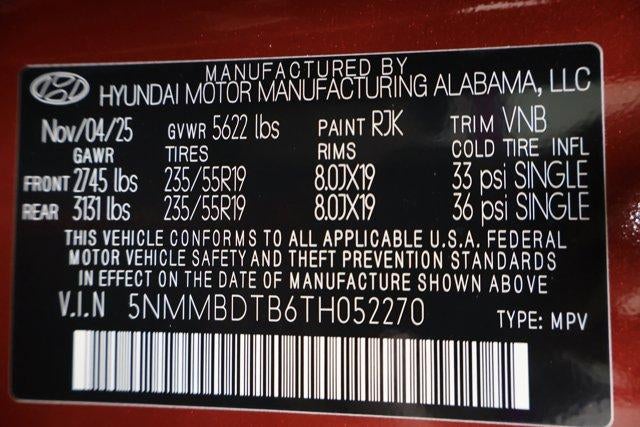 MANUFACTURED BY
HYUNDAI MOTOR MANUFACTURING ALABAMA, LLC
Nov/04/25 GVWR 5622 lbs PAINT RJK TRIM VNB
GAWR TIRES RIMS COLD TIRE INFL
FRONT 2745 lbs 235/55R19 8.0JX19 33 psi SINGLE
REAR 3131 lbs 235/55R19 8.0JX19 36 psi SINGLE
THIS VEHICLE CONFORMS TO ALL APPLICABLE U.S.A. FEDERAL
MOTOR VEHICLE SAFETY AND THEFT PREVENTION STANDARDS
IN EFFECT ON THE DATE OF MANUFACTURE SHOWN ABOVE
V.I.N 5NMMBDTB6TH052270 TYPE: MPV